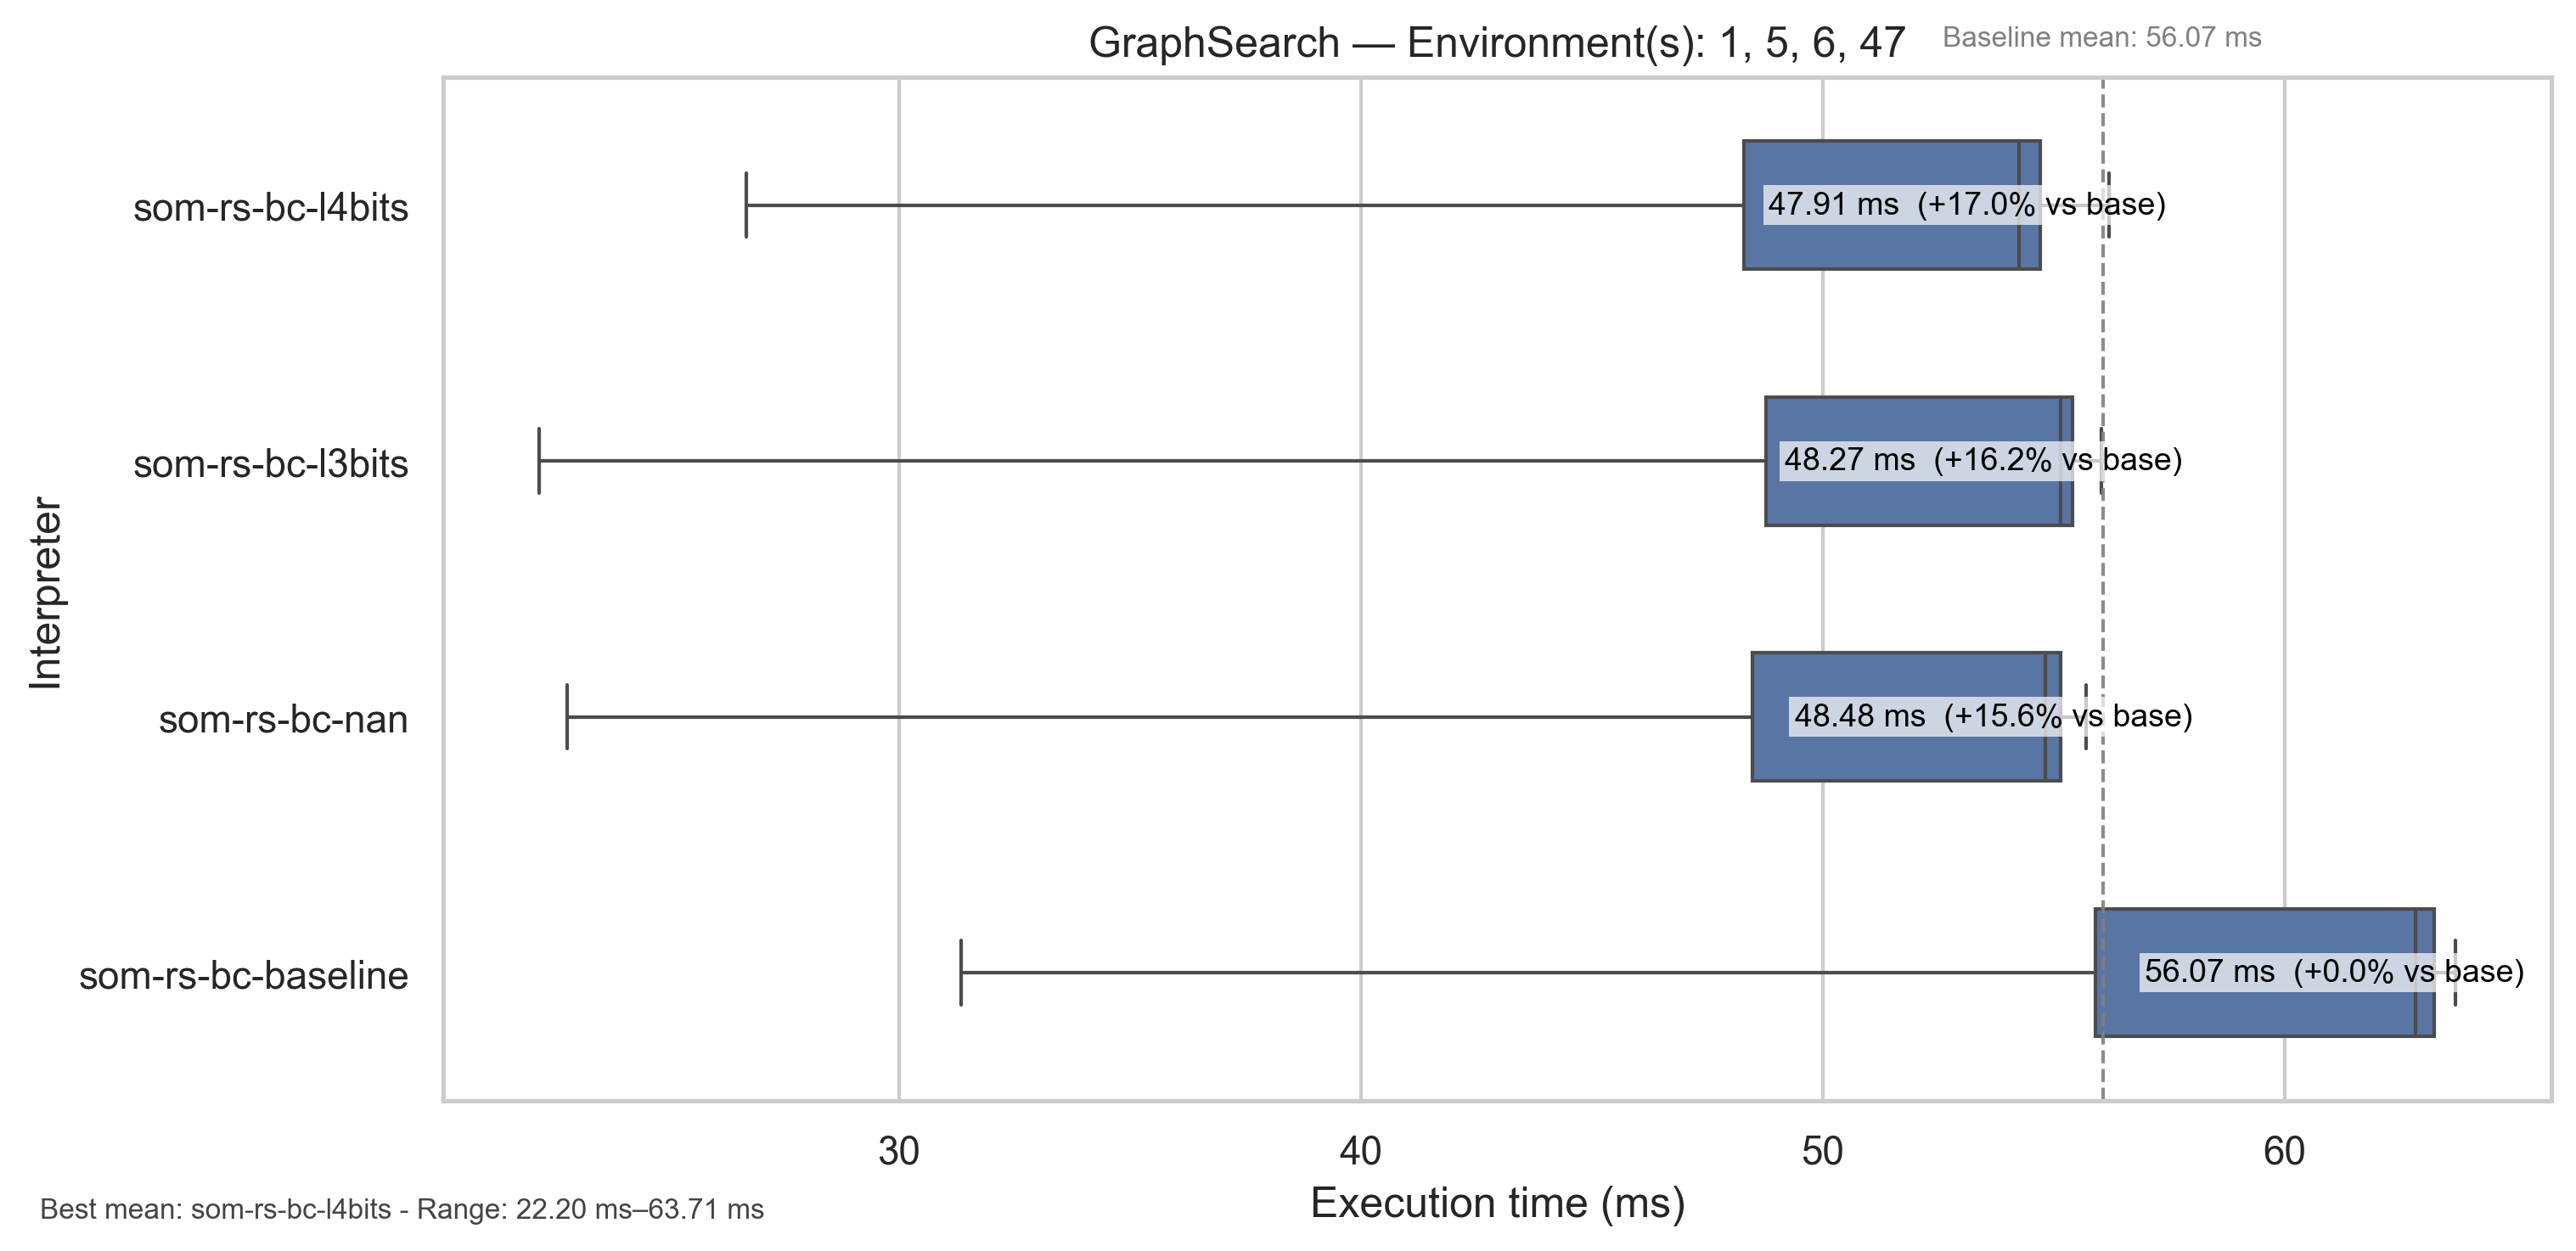 GraphSearch — Environment(s): 1, 5, 6, 47
Baseline mean: 56.07 ms
Interpreter
som-rs-bc-l4bits
47.91 ms (+17.0% vs base)
som-rs-bc-l3bits
48.27 ms (+16.2% vs base)
som-rs-bc-nan
48.48 ms (+15.6% vs base)
som-rs-bc-baseline
56.07 ms (+0.0% vs base)
30 40 50 60
Execution time (ms)
Best mean: som-rs-bc-l4bits - Range: 22.20 ms–63.71 ms